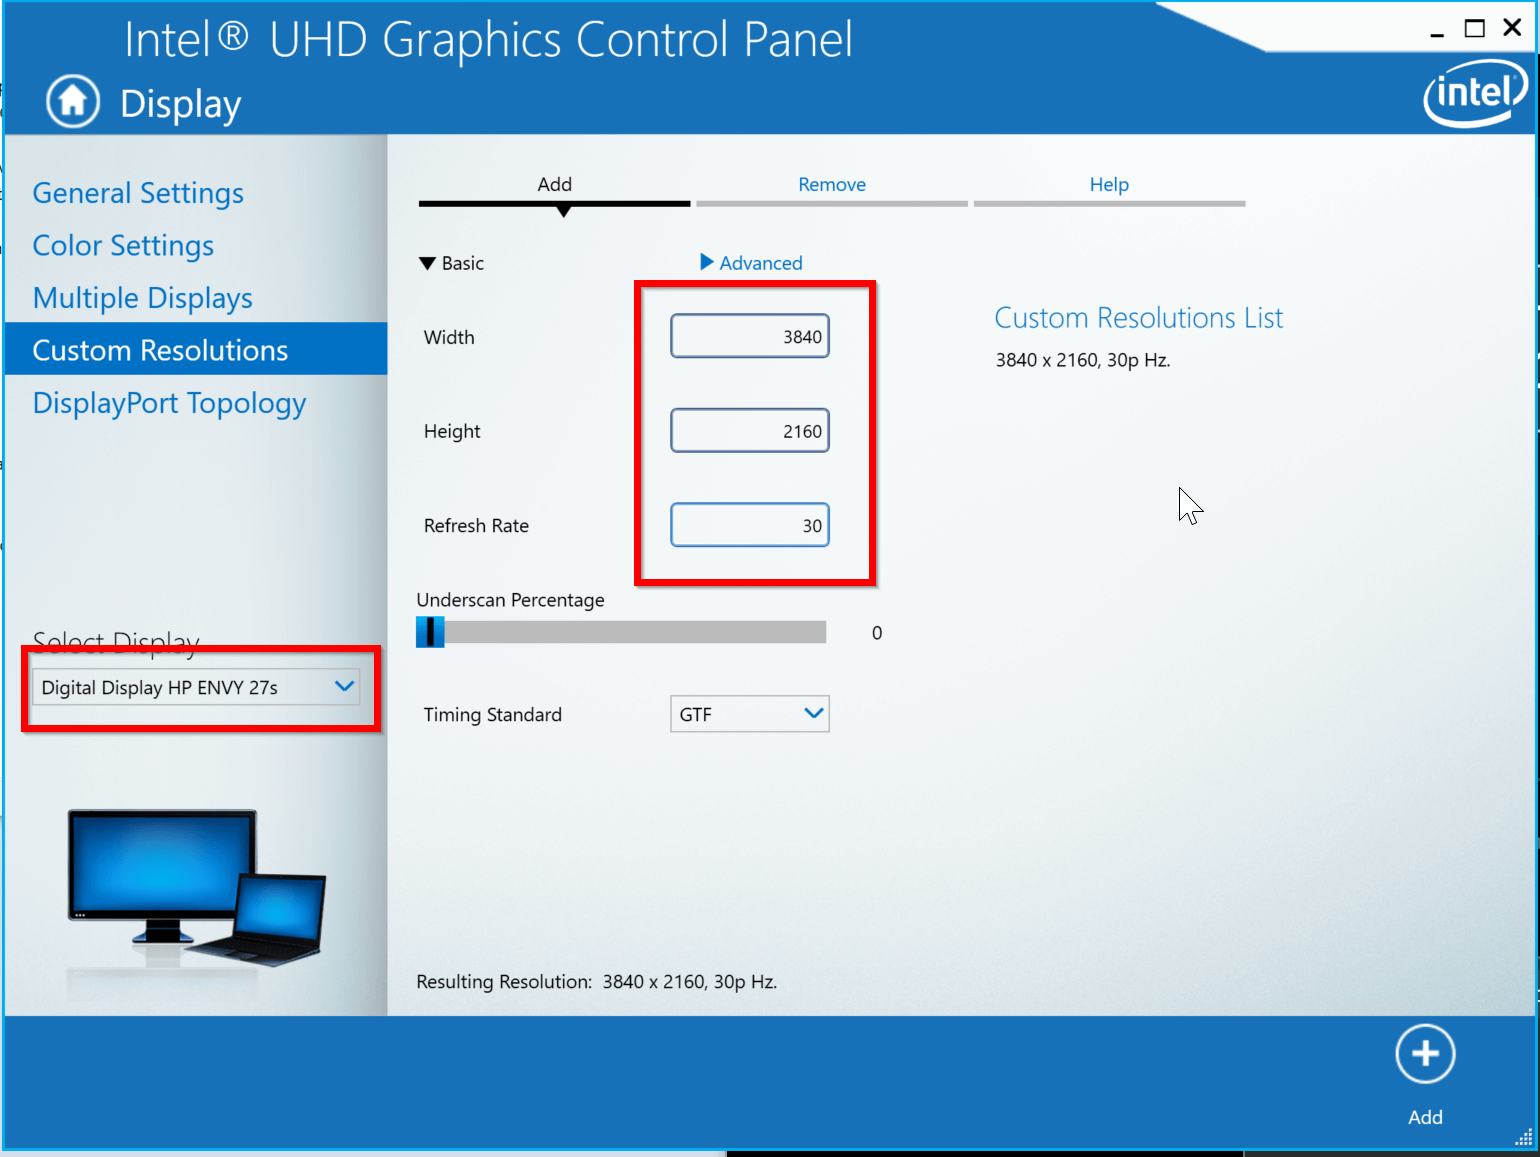 Intel® UHD Graphics Control Panel
Display
intel®
General Settings
Color Settings
Multiple Displays
Custom Resolutions
DisplayPort Topology
Select Display
Digital Display HP ENVY 27s
Add
Remove
Help
Basic
Advanced
Width
3840
Height
2160
Refresh Rate
30
Underscan Percentage
0
Timing Standard
GTF
Custom Resolutions List
3840 x 2160, 30p Hz.
Resulting Resolution: 3840 x 2160, 30p Hz.
Add